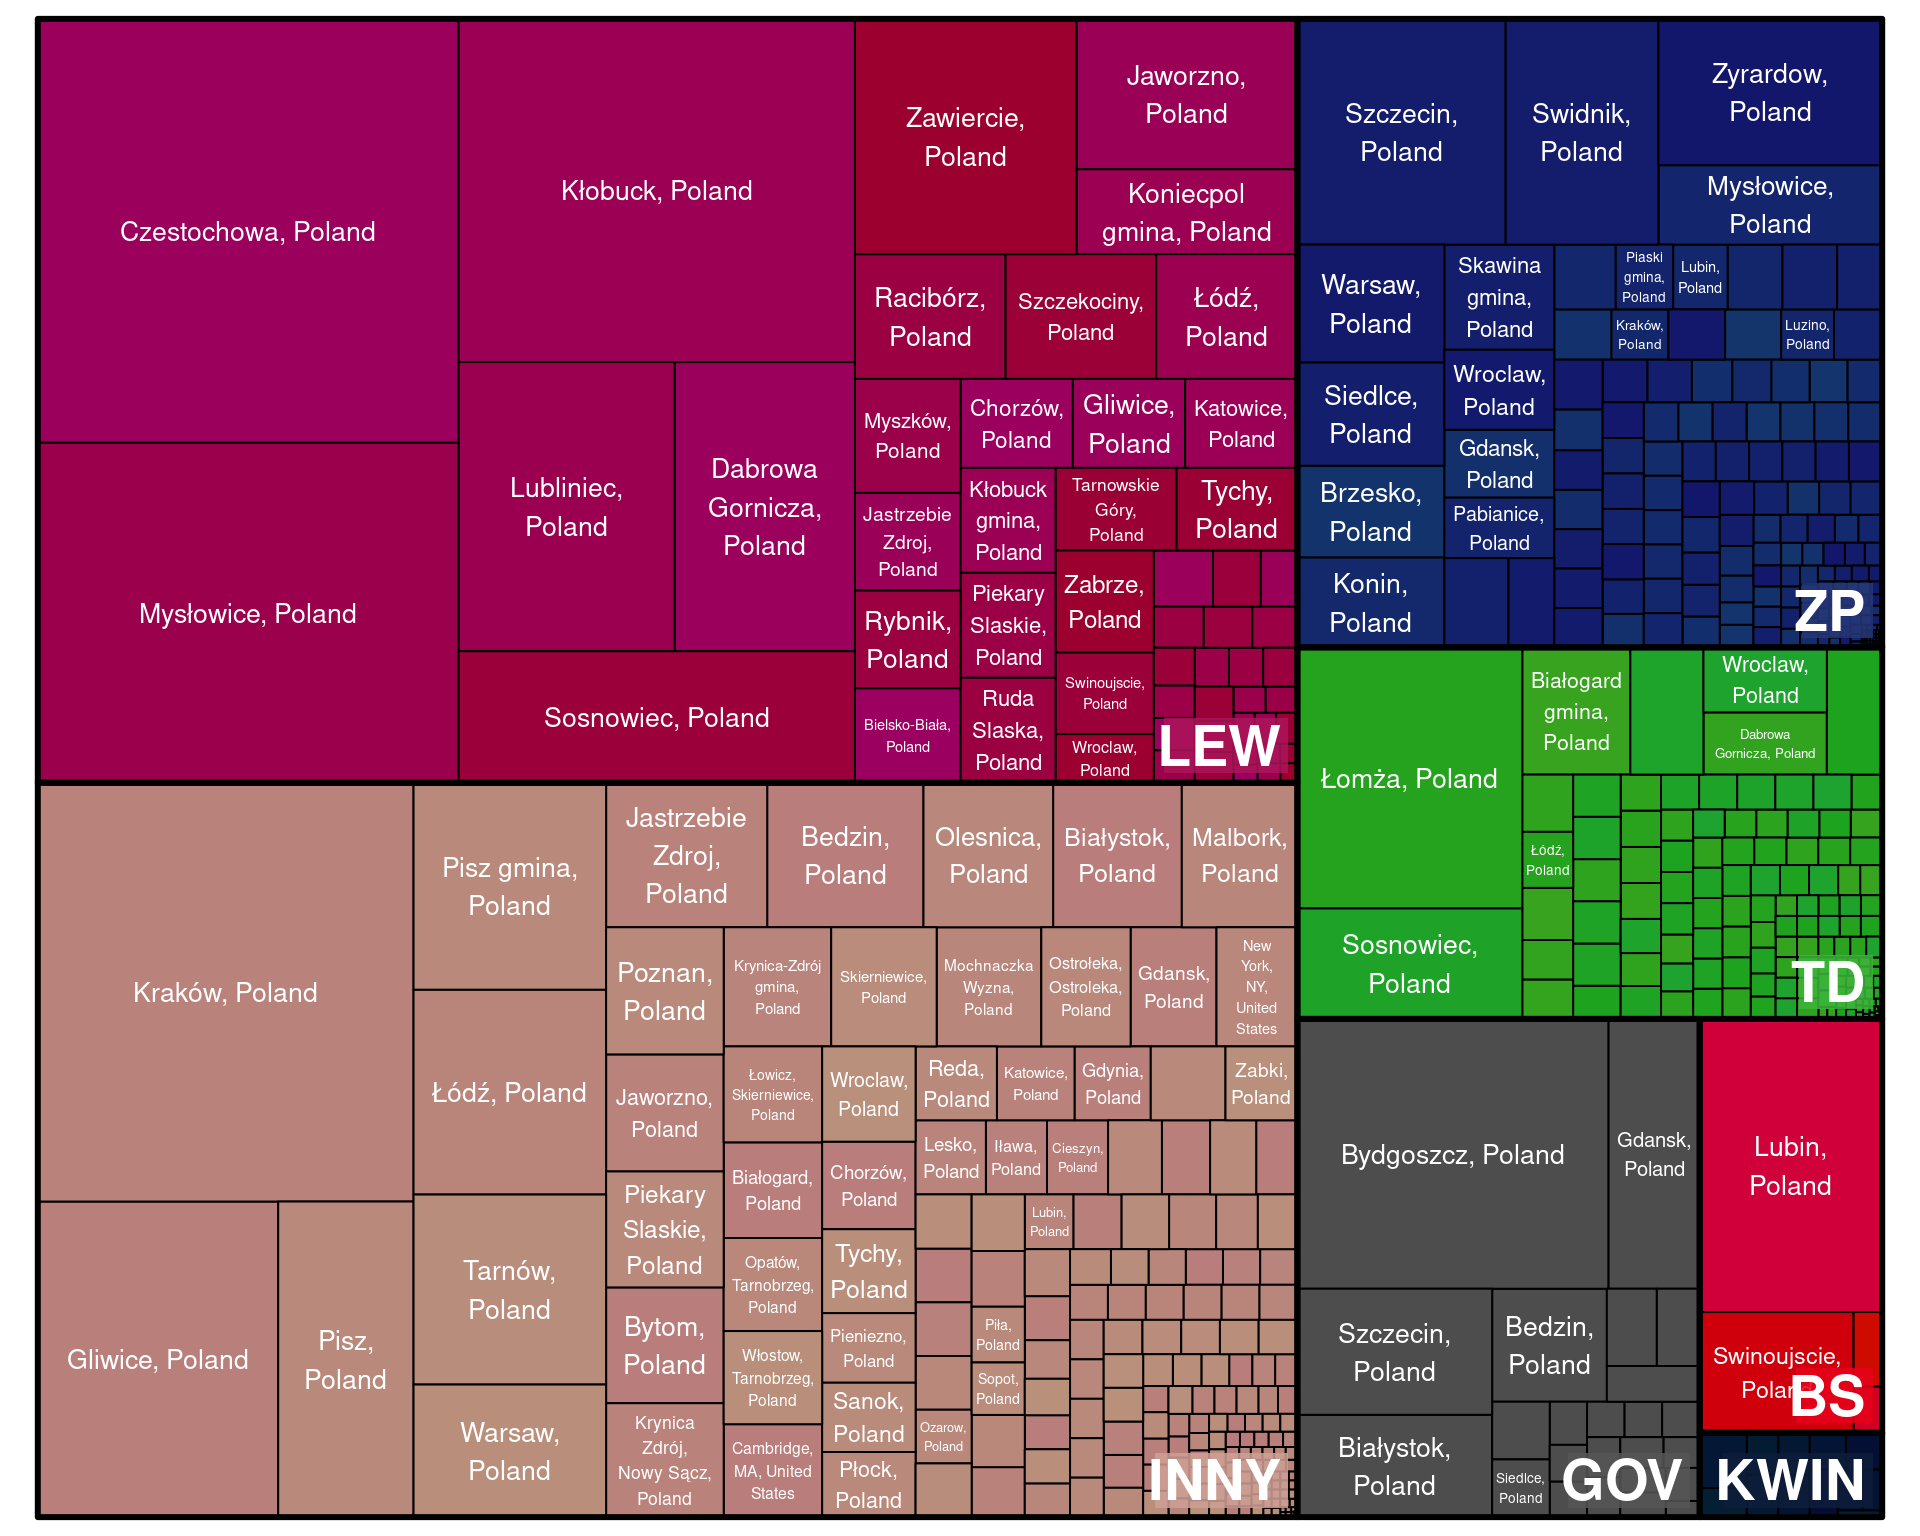 Czestochowa, Poland
Mysłowice, Poland
Kłobuck, Poland
Lubliniec,
Poland
Dabrowa
Gornicza,
Poland
Sosnowiec, Poland
Zawiercie,
Poland
Jaworzno,
Poland
Koniecpol
gmina, Poland
Racibórz,
Poland
Szczekociny,
Poland
Łódź,
Poland
Myszków,
Poland
Chorzów,
Poland
Gliwice,
Poland
Katowice,
Poland
Jastrzebie
Zdroj,
Poland
Kłobuck
gmina,
Poland
Tarnowskie
Góry,
Poland
Tychy,
Poland
Rybnik,
Poland
Piekary
Slaskie,
Poland
Zabrze,
Poland
Bielsko-Biała,
Poland
Ruda
Slaska,
Poland
Swinoujscie,
Poland
Wroclaw,
Poland
LEW
Szczecin,
Poland
Swidnik,
Poland
Zyrardow,
Poland
Mysłowice,
Poland
Warsaw,
Poland
Skawina
gmina,
Poland
Piaski
gmina,
Poland
Lubin,
Poland
Kraków,
Poland
Luzino,
Poland
Siedlce,
Poland
Wroclaw,
Poland
Gdansk,
Poland
Brzesko,
Poland
Pabianice,
Poland
Konin,
Poland
ZP
Łomża, Poland
Białogard
gmina,
Poland
Wroclaw,
Poland
Dabrowa
Gornicza, Poland
Łódź,
Poland
Sosnowiec,
Poland
TD
Kraków, Poland
Gliwice, Poland
Pisz,
Poland
Pisz gmina,
Poland
Łódź, Poland
Tarnów,
Poland
Warsaw,
Poland
Jastrzebie
Zdroj,
Poland
Bedzin,
Poland
Olesnica,
Poland
Białystok,
Poland
Malbork,
Poland
Poznan,
Poland
Krynica-Zdrój
gmina,
Poland
Skierniewice,
Poland
Mochnaczka
Wyzna,
Poland
Ostrołeka,
Ostroleka,
Poland
Gdansk,
Poland
New
York,
NY,
United
States
Jaworzno,
Poland
Łowicz,
Skierniewice,
Poland
Wroclaw,
Poland
Reda,
Poland
Katowice,
Poland
Gdynia,
Poland
Zabki,
Poland
Piekary
Slaskie,
Poland
Białogard,
Poland
Chorzów,
Poland
Lesko,
Poland
Iława,
Poland
Cieszyn,
Poland
Lubin,
Poland
Opatów,
Tarnobrzeg,
Poland
Tychy,
Poland
Bytom,
Poland
Włostow,
Tarnobrzeg,
Poland
Pieniezno,
Poland
Piła,
Poland
Sopot,
Poland
Krynica
Zdrój,
Nowy Sącz,
Poland
Cambridge,
MA, United
States
Sanok,
Poland
Ozarow,
Poland
Płock,
Poland
INNY
Bydgoszcz, Poland
Gdansk,
Poland
Szczecin,
Poland
Bedzin,
Poland
Białystok,
Poland
Siedlce,
Poland
GOV
Lubin,
Poland
Swinoujscie,
BS
KWIN